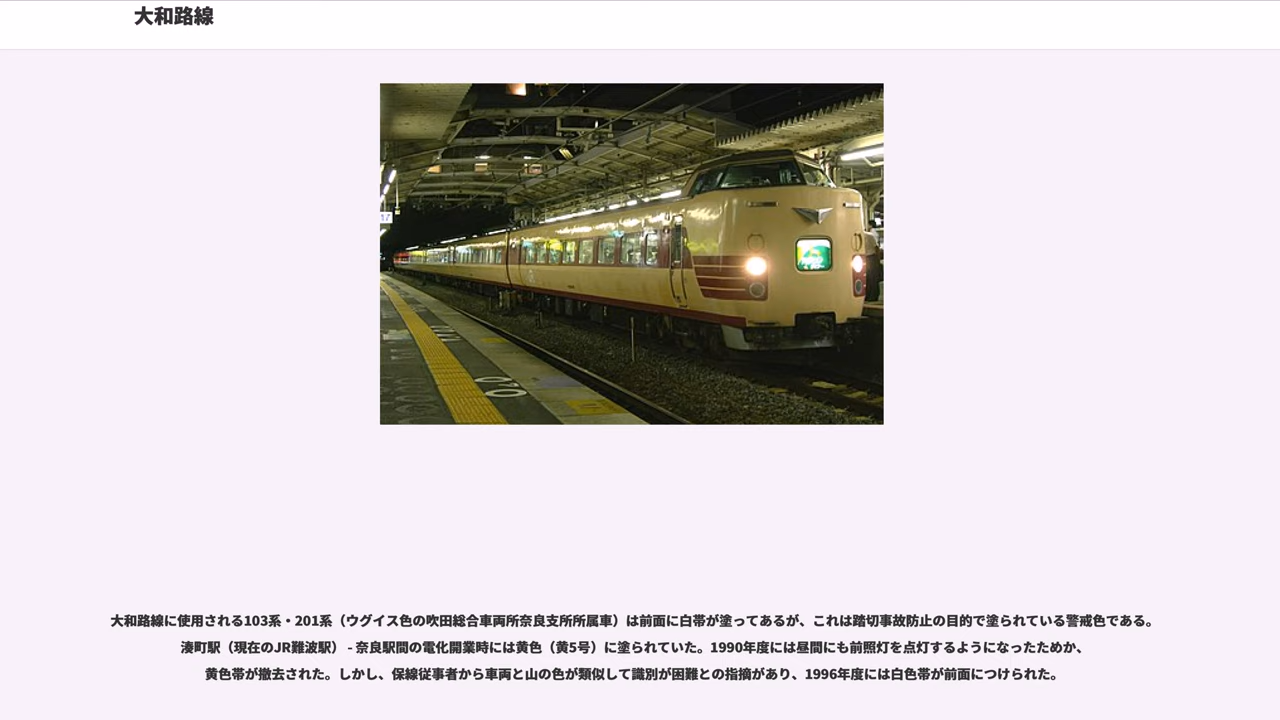 大和路線
17
大和路線に使用される103系・201系（ウグイス色の吹田総合車両所奈良支所所属車）は前面に白帯が塗ってあるが、これは踏切事故防止の目的で塗られている警戒色である。
湊町駅（現在のJR難波駅） - 奈良駅間の電化開業時には黄色（黄5号）に塗られていた。1990年度には昼間にも前照灯を点灯するようになったためか、
黄色帯が撤去された。しかし、保線従事者から車両と山の色が類似して識別が困難との指摘があり、1996年度には白色帯が前面につけられた。